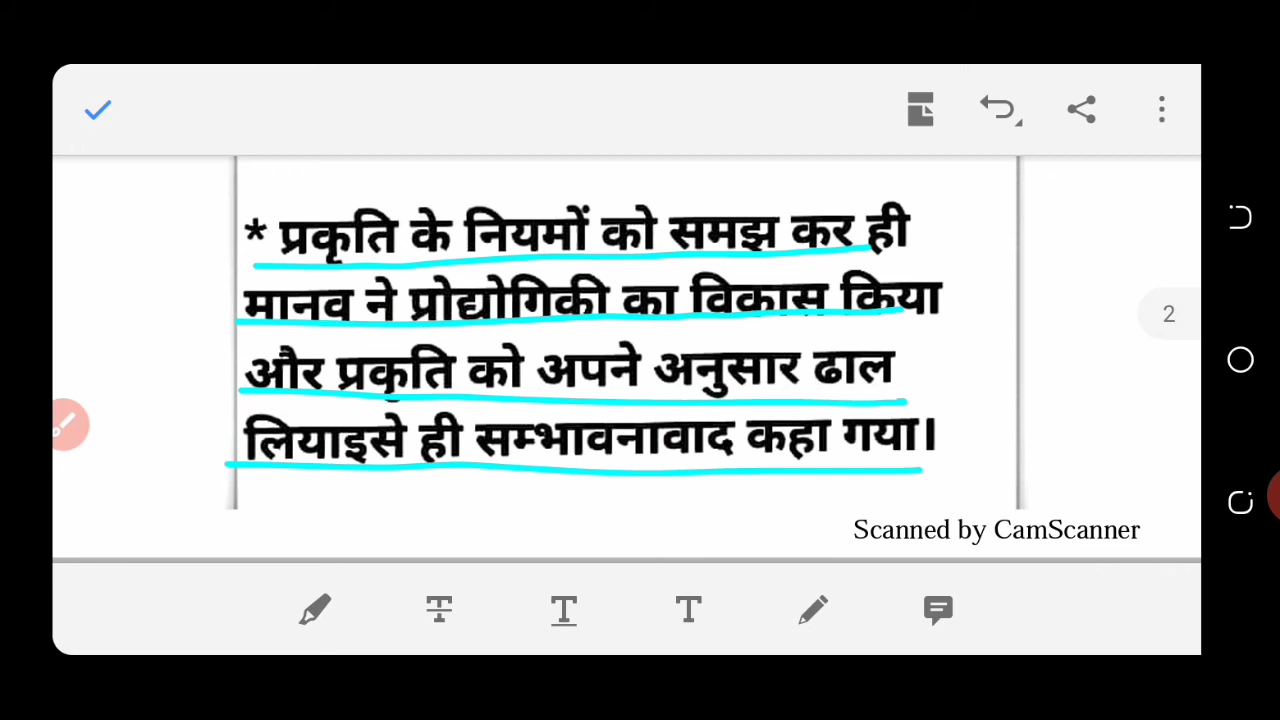 * प्रकृति के नियमों को समझ कर ही
मानव ने प्रोद्योगिकी का विकास किया
और प्रकृति को अपने अनुसार ढाल
लियाइसे ही सम्भावनावाद कहा गया।
2
Scanned by CamScanner